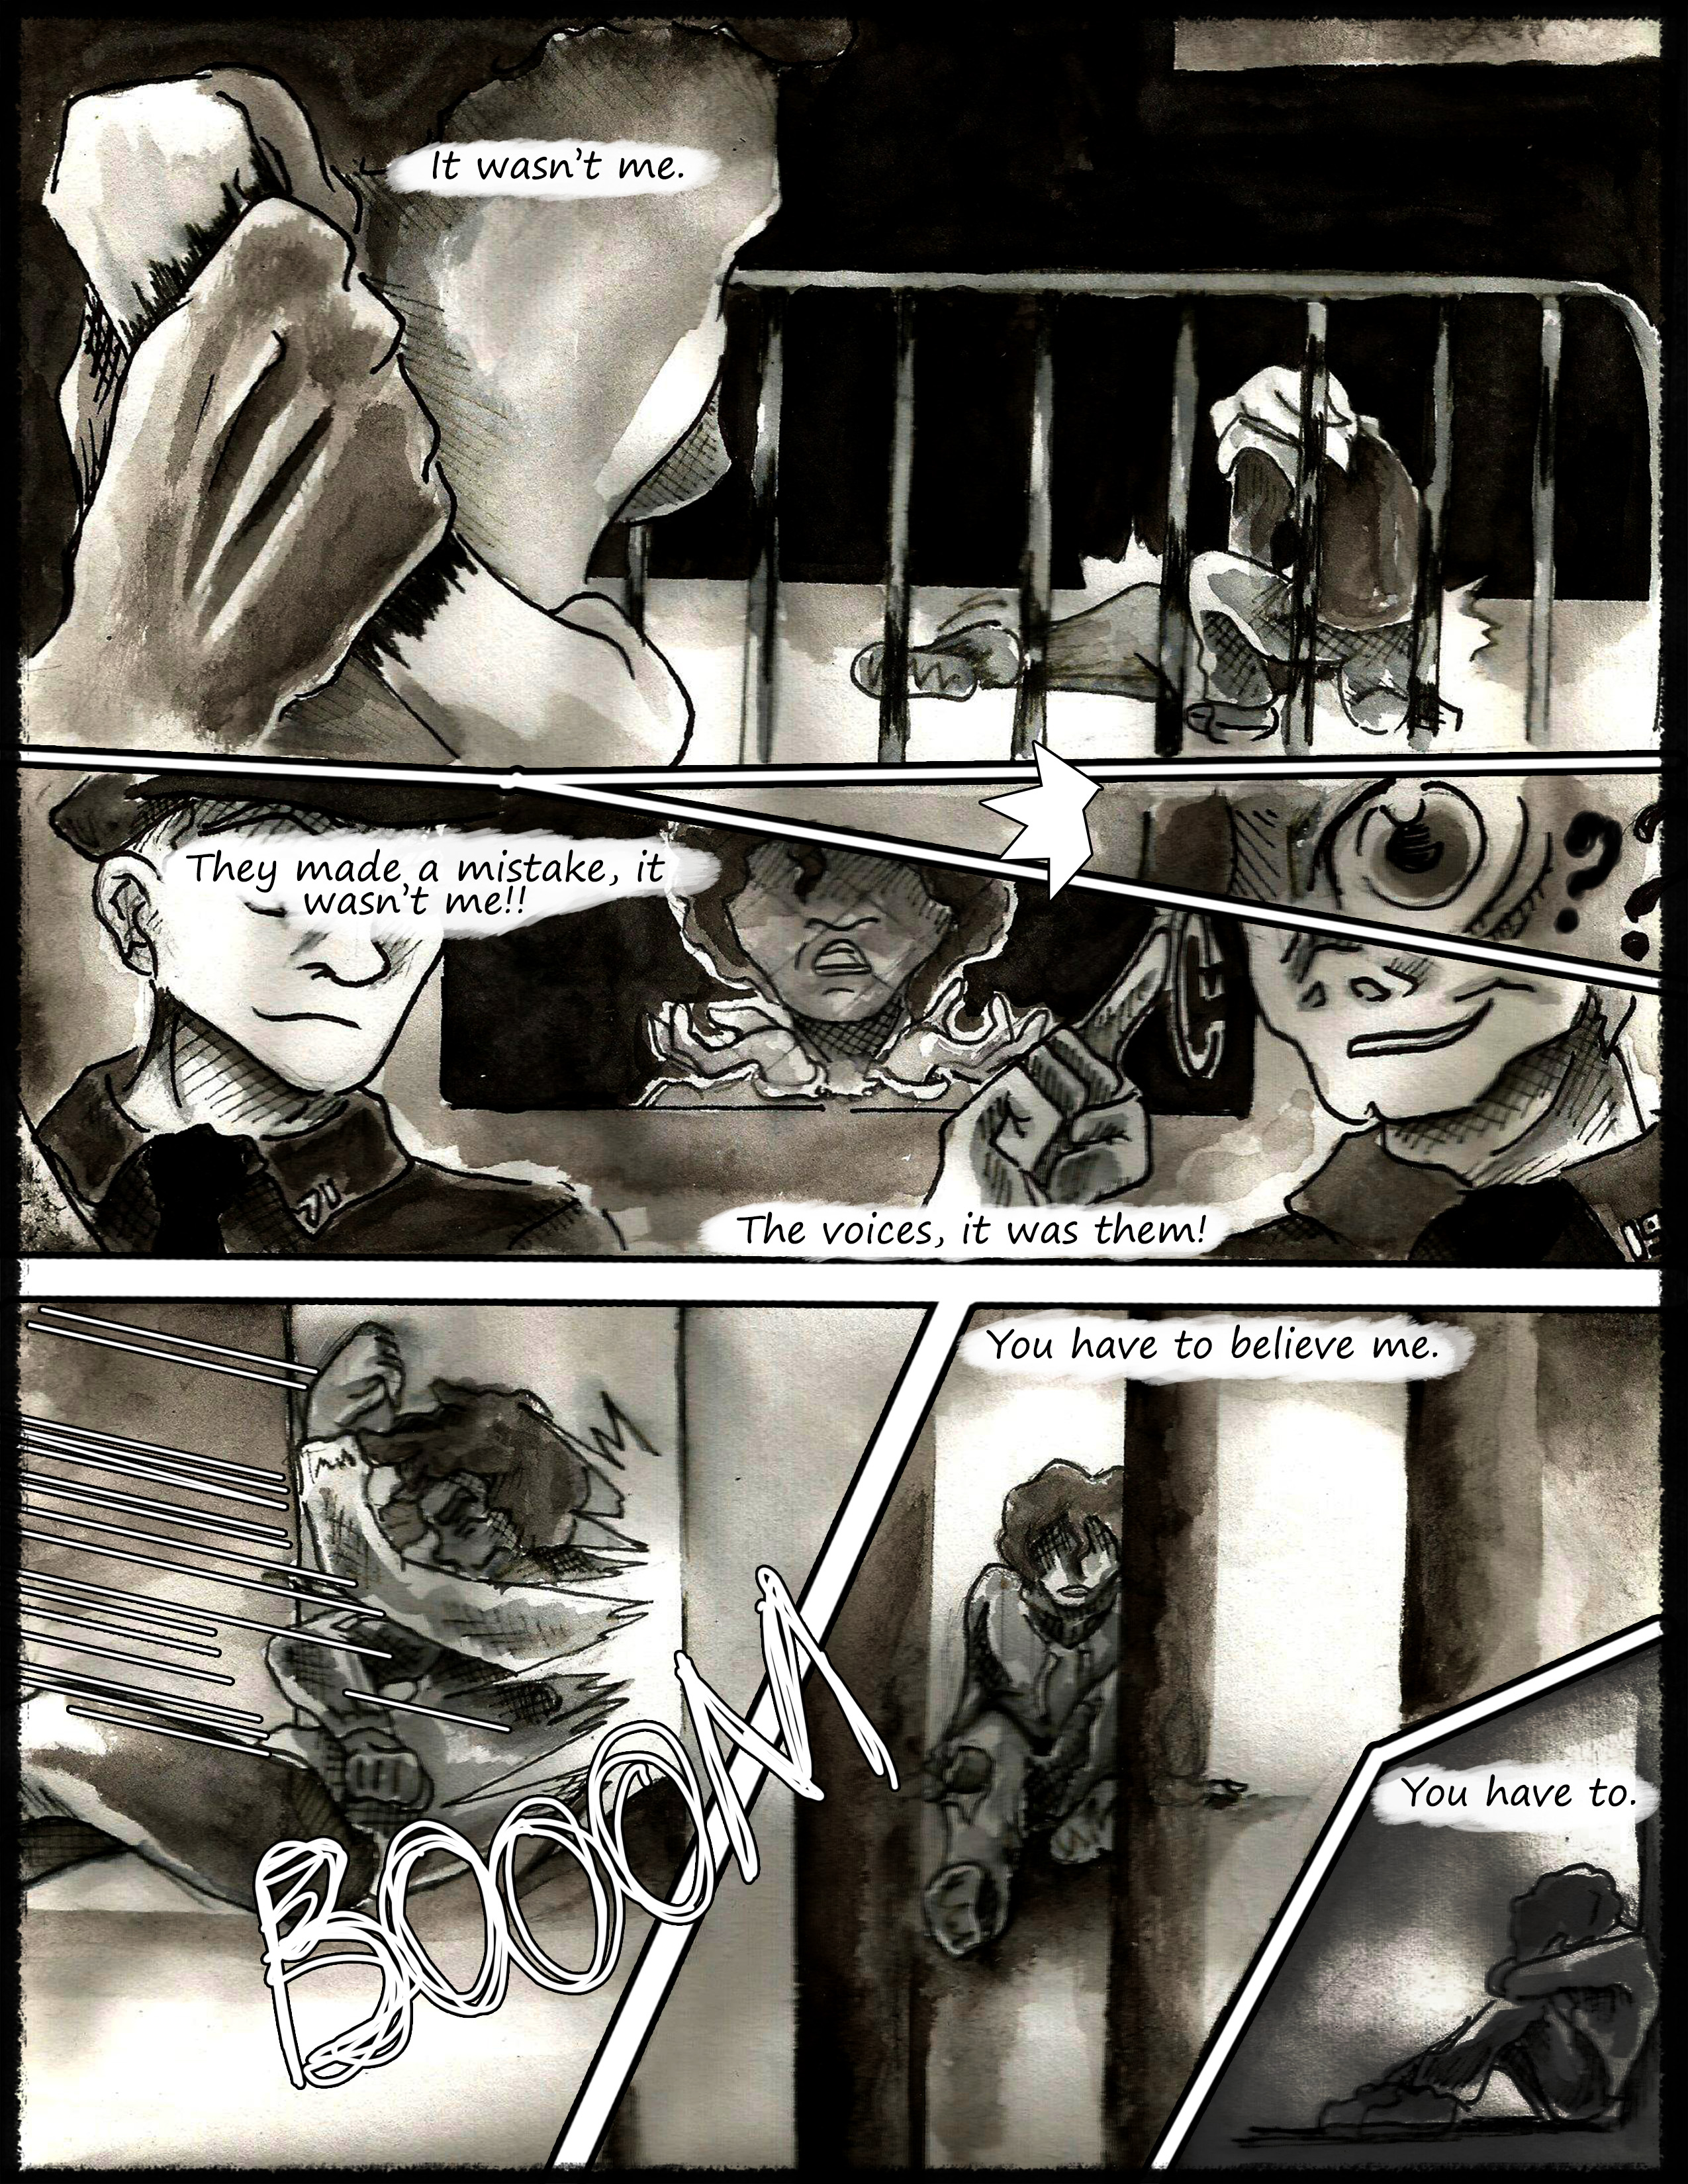 It wasn't me.
They made a mistake, it
wasn't me!!
? ?
The voices, it was them!
BOOOM
You have to believe me.
You have to.